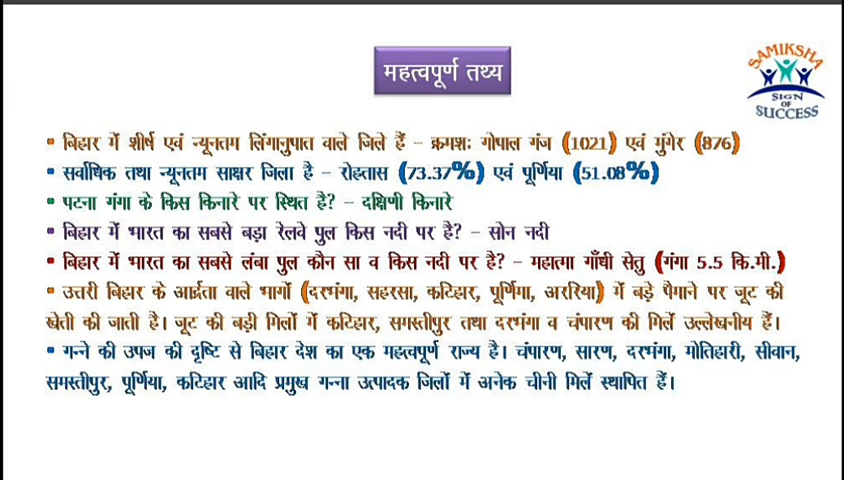 महत्वपूर्ण तथ्य
SAMIKSHA
SIGN
OF
SUCCESS
▪ बिहार में शीर्ष एवं न्यूनतम लिंगानुपात वाले जिले हैं – क्रमशः गोपाल गंज (1021) एवं मुंगेर (876)
▪ सर्वाधिक तथा न्यूनतम साक्षर जिला है – रोहतास (73.37%) एवं पूर्णिया (51.08%)
▪ पटना गंगा के किस किनारे पर स्थित है? – दक्षिणी किनारे
▪ बिहार में भारत का सबसे बड़ा रेलवे पुल किस नदी पर है? – सोन नदी
▪ बिहार में भारत का सबसे लंबा पुल कौन सा व किस नदी पर है? – महात्मा गाँधी सेतु (गंगा 5.5 कि.मी.)
▪ उत्तरी बिहार के आर्द्रता वाले भागों (दरभंगा, सहरसा, कटिहार, पूर्णिमा, अररिया) में बड़े पैमाने पर जूट की
खेती की जाती है। जूट की बड़ी मिलों में कटिहार, समस्तीपुर तथा दरभंगा व चंपारण की मिलें उल्लेखनीय हैं।
▪ गन्ने की उपज की दृष्टि से बिहार देश का एक महत्वपूर्ण राज्य है। चंपारण, सारण, दरभंगा, मोतिहारी, सीवान,
समस्तीपुर, पूर्णिया, कटिहार आदि प्रमुख गन्ना उत्पादक जिलों में अनेक चीनी मिलें स्थापित हैं।